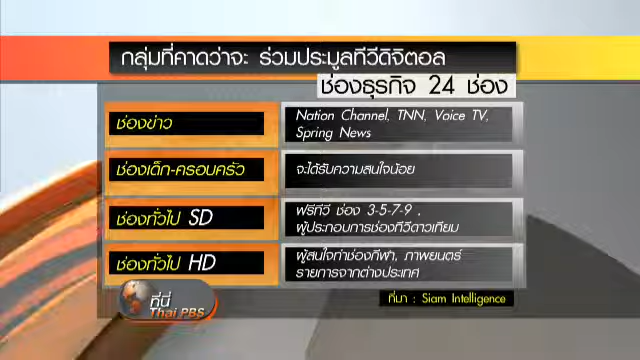 กลุ่มที่คาดว่าจะ ร่วมประมูลทีวีดิจิตอล
ช่องธุรกิจ 24 ช่อง
ช่องข่าว
Nation Channel, TNN, Voice TV,
Spring News
ช่องเด็ก-ครอบครัว
จะได้รับความสนใจน้อย
ช่องทั่วไป SD
ฟรีทีวี ช่อง 3-5-7-9 ,
ผู้ประกอบการช่องทีวีดาวเทียม
ช่องทั่วไป HD
ผู้สนใจทำช่องกีฬา, ภาพยนตร์
รายการจากต่างประเทศ
ที่นี่
Thai PBS
ที่มา : Siam Intelligence